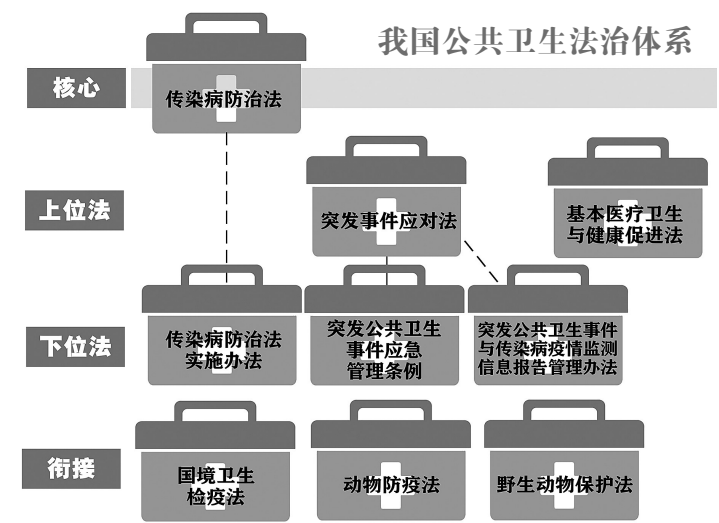 我国公共卫生法治体系
核心
传染病防治法
上位法
突发事件应对法
基本医疗卫生
与健康促进法
下位法
传染病防治法
实施办法
突发公共卫生
事件应急
管理条例
突发公共卫生事件
与传染病疫情监测
信息报告管理办法
衔接
国境卫生
检疫法
动物防疫法
野生动物保护法